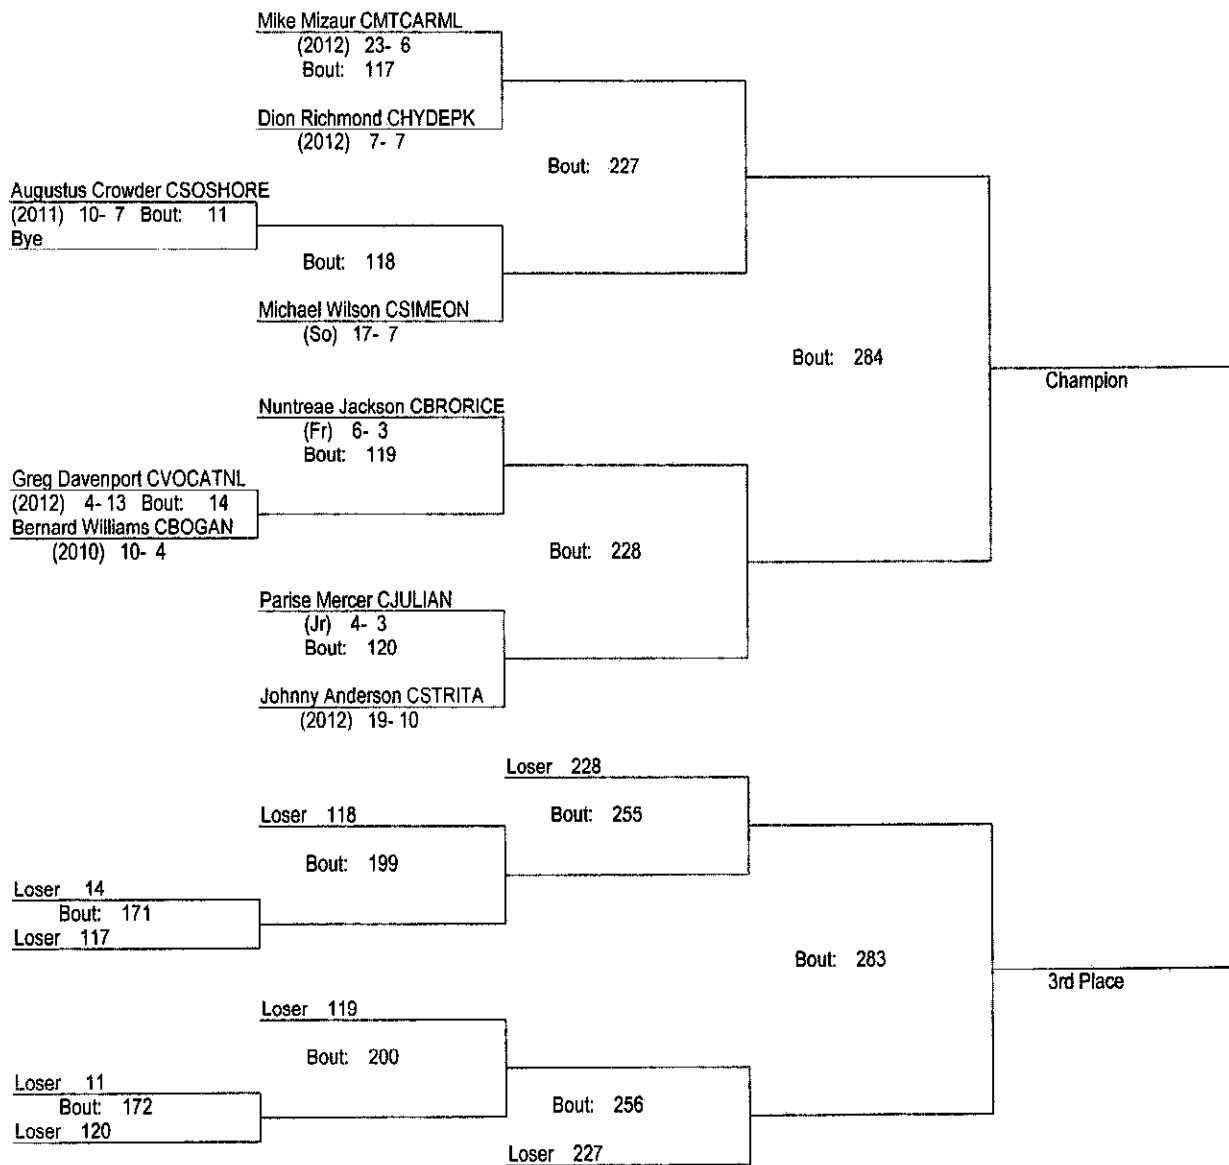 Mike Mizaur CMTCARML
(2012) 23- 6
Bout: 117
Dion Richmond CHYDEPK
(2012) 7- 7
Bout: 227
Augustus Crowder CSOSHORE
(2011) 10- 7 Bout: 11
Bye
Bout: 118
Michael Wilson CSIMEON
(So) 17- 7
Bout: 284
Champion
Nuntreae Jackson CBRORICE
(Fr) 6- 3
Bout: 119
Greg Davenport CVOCATNL
(2012) 4- 13 Bout: 14
Bernard Williams CBOGAN
(2010) 10- 4
Bout: 228
Parise Mercer CJULIAN
(Jr) 4- 3
Bout: 120
Johnny Anderson CSTRITA
(2012) 19- 10
Loser 228
Loser 118
Bout: 255
Bout: 199
Loser 14
Bout: 171
Loser 117
Bout: 283
3rd Place
Loser 119
Bout: 200
Loser 11
Bout: 172
Loser 120
Bout: 256
Loser 227